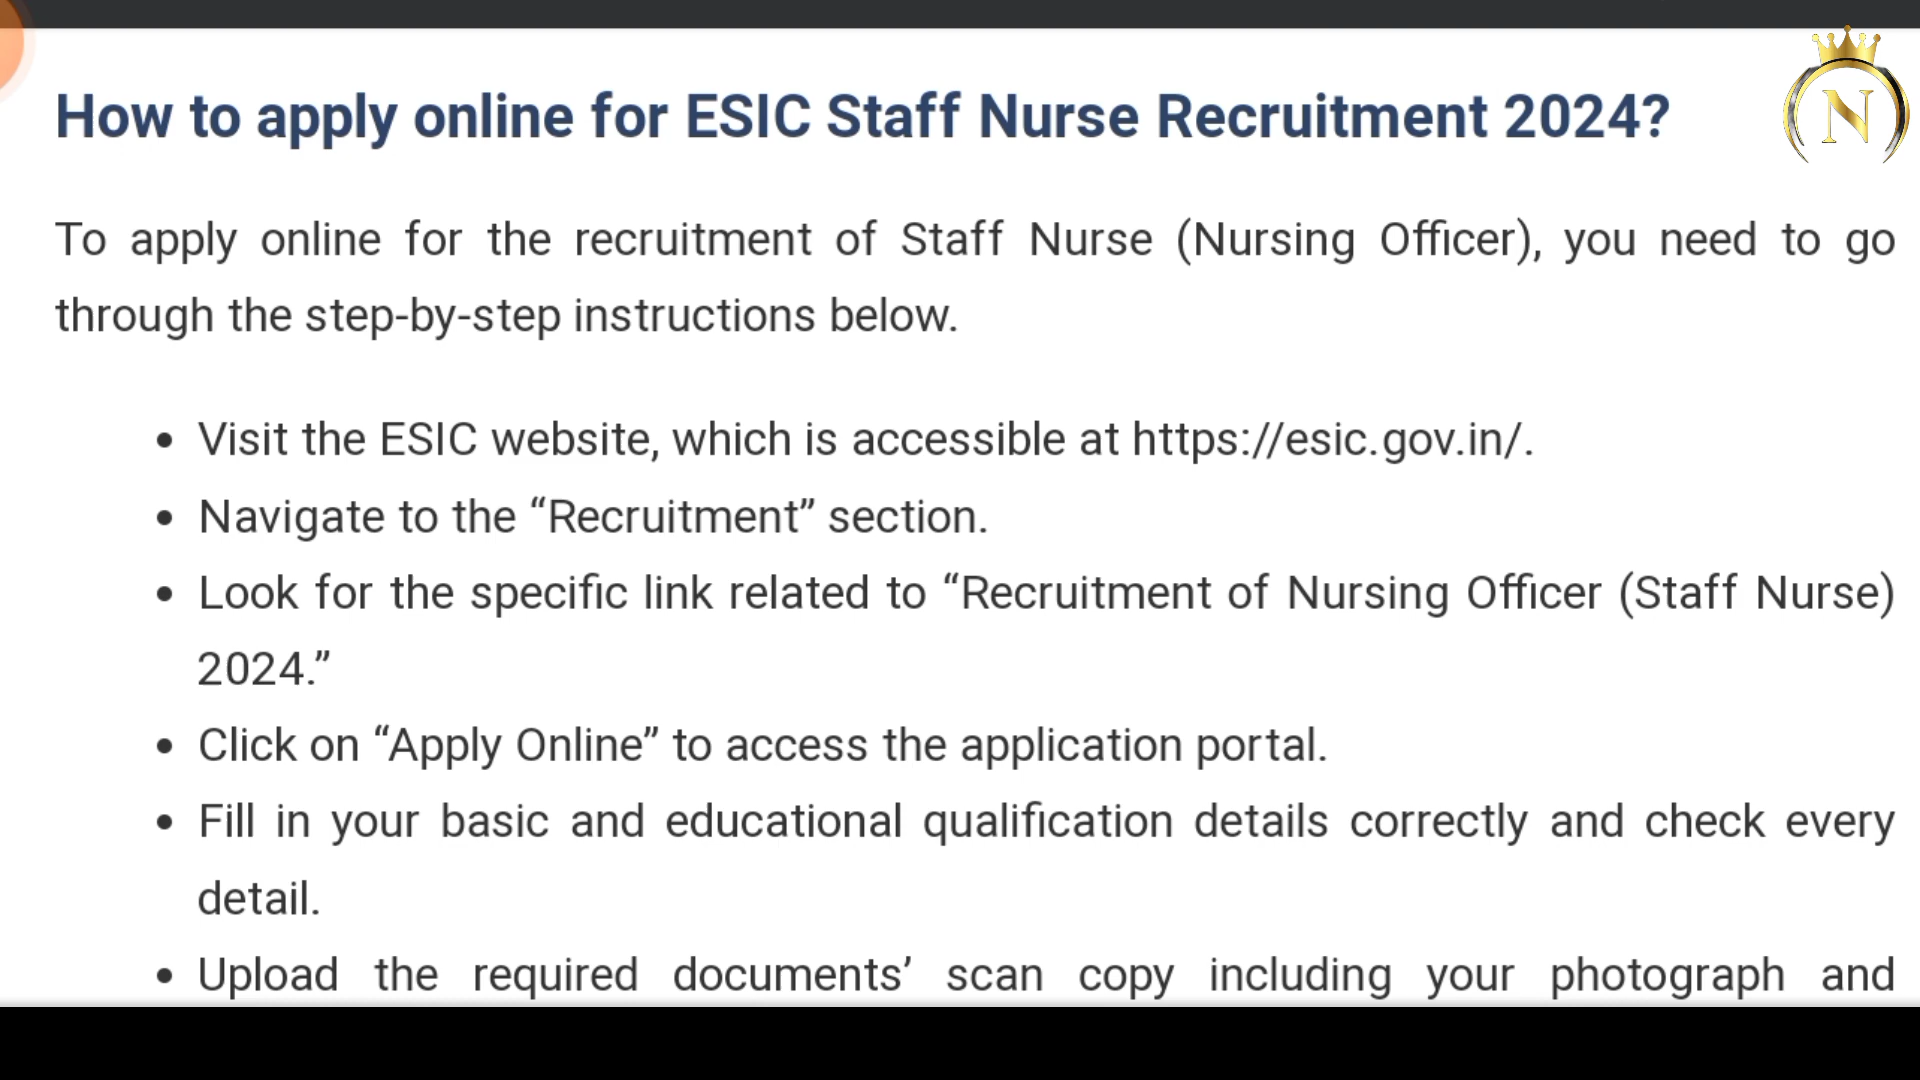 How to apply online for ESIC Staff Nurse Recruitment 2024?
N
To apply online for the recruitment of Staff Nurse (Nursing Officer), you need to go
through the step-by-step instructions below.
• Visit the ESIC website, which is accessible at https://esic.gov.in/.
• Navigate to the “Recruitment” section.
• Look for the specific link related to “Recruitment of Nursing Officer (Staff Nurse)
2024.”
• Click on “Apply Online” to access the application portal.
• Fill in your basic and educational qualification details correctly and check every
detail.
• Upload the required documents’ scan copy including your photograph and